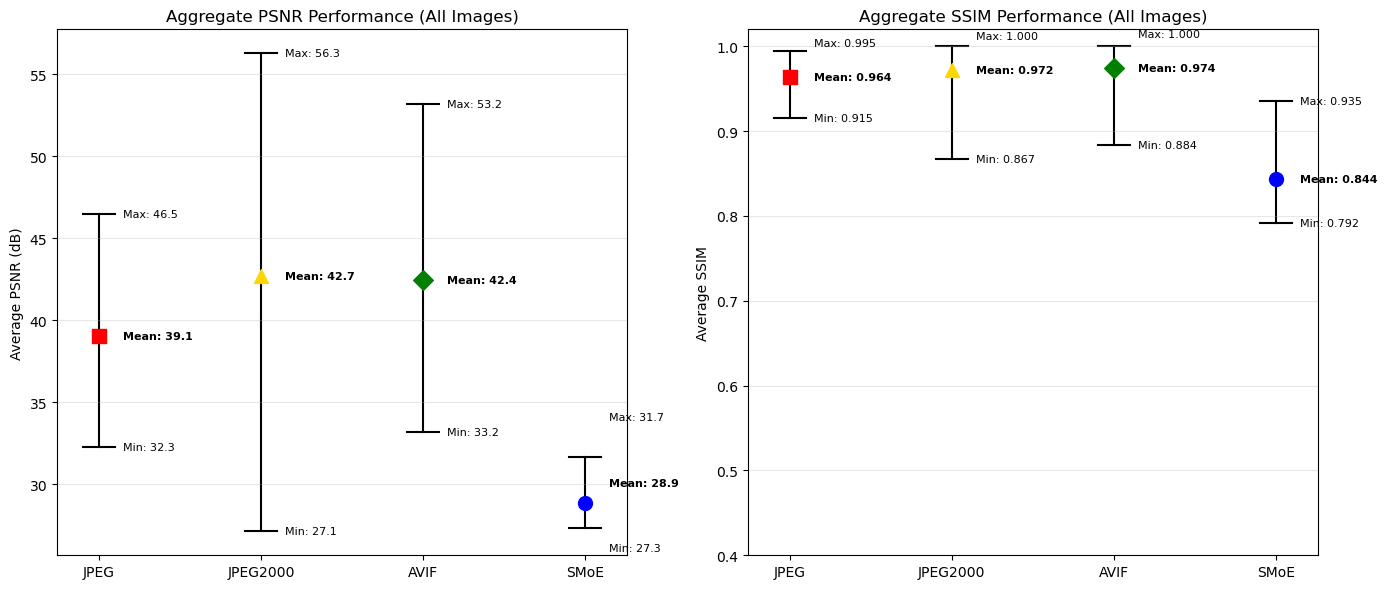 Aggregate PSNR Performance (All Images)
Average PSNR (dB)
55
50
45
40
35
30
Max: 46.5
Mean: 39.1
Min: 32.3
Max: 56.3
Mean: 42.7
Min: 27.1
Max: 53.2
Mean: 42.4
Min: 33.2
Max: 31.7
Mean: 28.9
Min: 27.3
JPEG
JPEG2000
AVIF
SMoE
Aggregate SSIM Performance (All Images)
Average SSIM
1.0
0.9
0.8
0.7
0.6
0.5
0.4
Max: 0.995
Mean: 0.964
Min: 0.915
Max: 1.000
Mean: 0.972
Min: 0.867
Max: 1.000
Mean: 0.974
Min: 0.884
Max: 0.935
Mean: 0.844
Min: 0.792
JPEG
JPEG2000
AVIF
SMoE